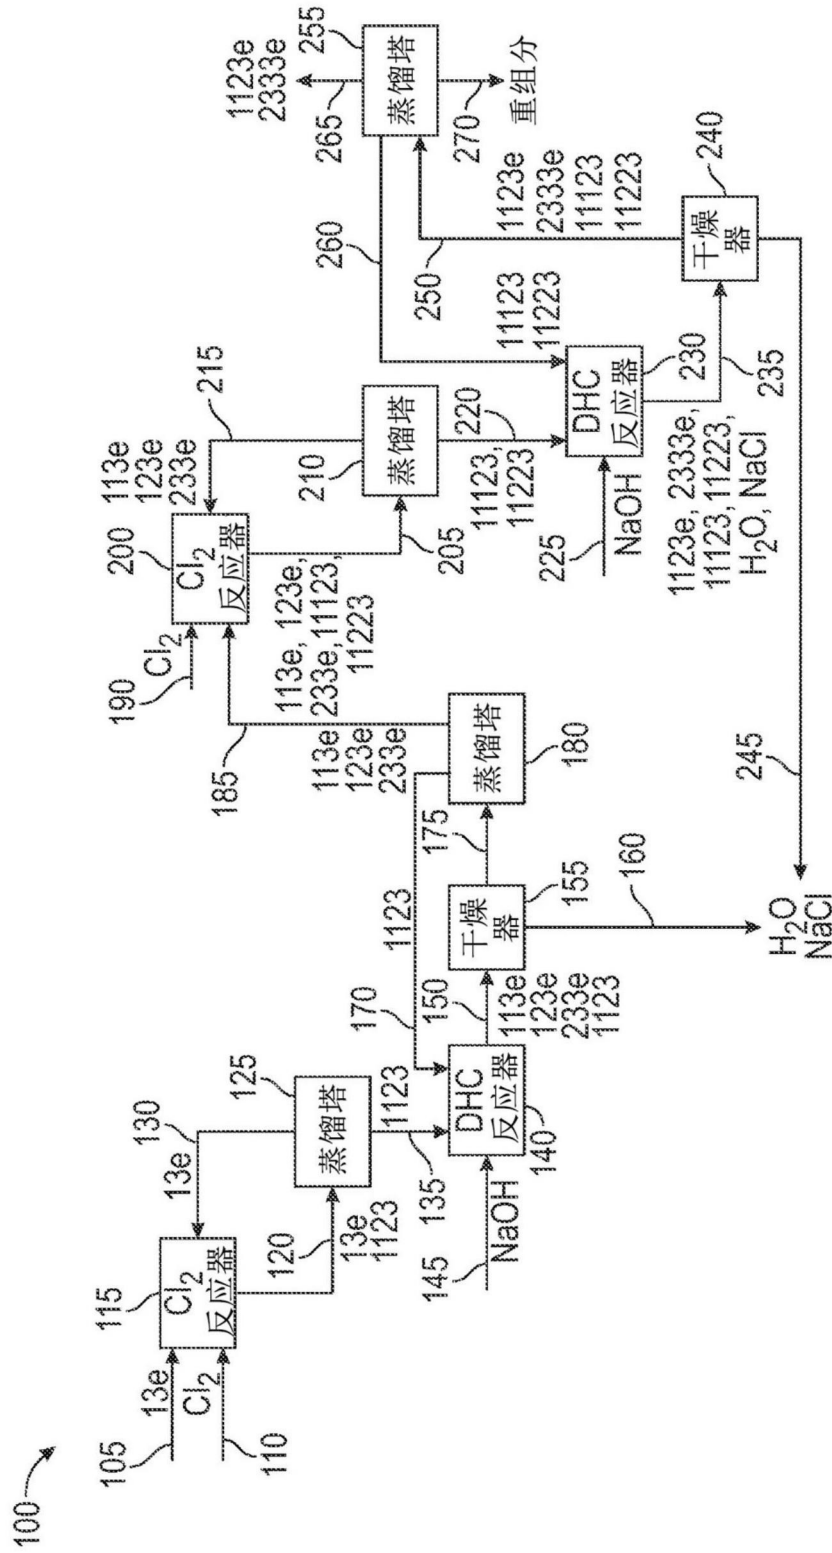 100
105
13e
Cl2
110
115
Cl2
反应器
130
13e
120
13e
1123
125
蒸馏塔
1123
135
145
NaOH
DHC
反应器
140
170
1123
150
113e
123e
233e
1123
干燥
器
155
160
H2O
NaCl
175
蒸馏塔
180
185
113e
123e
233e
190
Cl2
200
Cl2
反应器
113e
123e
233e
215
113e, 123e,
233e,11123,
11223
205
210
蒸馏塔
220
11123,
11223
225
NaOH
DHC
反应器
230
11123
11223
260
235
1123e, 2333e,
11123, 11223,
H2O, NaCl
干燥
器
240
245
250
1123e
2333e
11123
11223
蒸馏塔
255
265
1123e
2333e
270
重组分